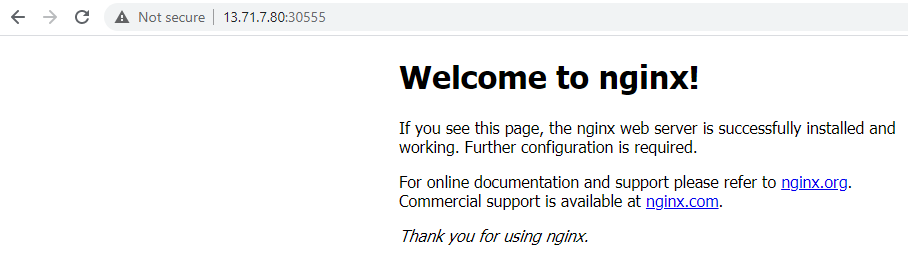 Not secure | 13.71.7.80:30555
Welcome to nginx!
If you see this page, the nginx web server is successfully installed and
working. Further configuration is required.
For online documentation and support please refer to nginx.org.
Commercial support is available at nginx.com.
Thank you for using nginx.